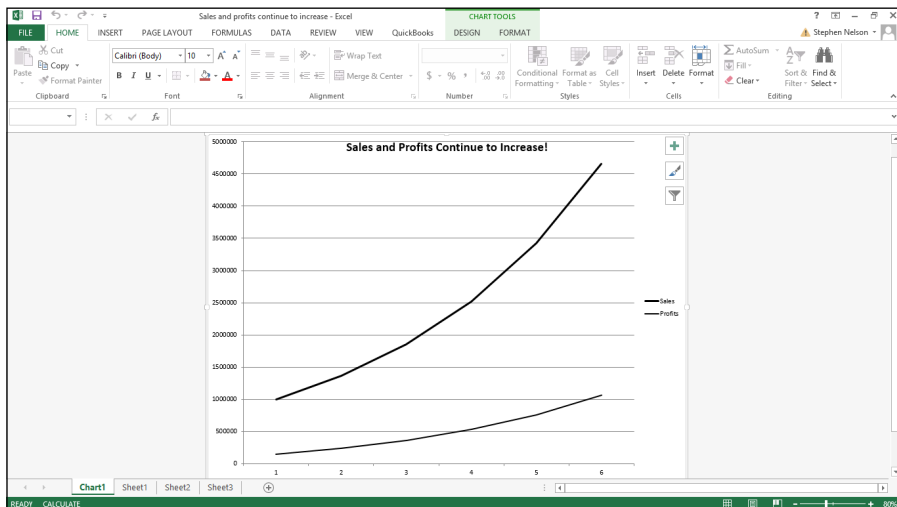 Sales and profits continue to increase - Excel
CHART TOOLS
?
FILE HOME INSERT PAGE LAYOUT FORMULAS DATA REVIEW VIEW QuickBooks DESIGN FORMAT Stephen Nelson
Paste
Cut
Copy
Format Painter
Clipboard
Calibri (Body) 10 A A
B I U A
Font
Wrap Text
Merge & Center
Alignment
$ % , .0 .00
Number
Conditional Formatting
Format as Table
Cell Styles
Styles
Insert Delete Format
Cells
AutoSum
Fill
Clear
Sort & Filter
Find & Select
Editing
fx
Sales and Profits Continue to Increase!
5000000
4500000
4000000
3500000
3000000
2500000
2000000
1500000
1000000
500000
0
1 2 3 4 5 6
Sales
Profits
Chart1 Sheet1 Sheet2 Sheet3
READY CALCULATE 80%